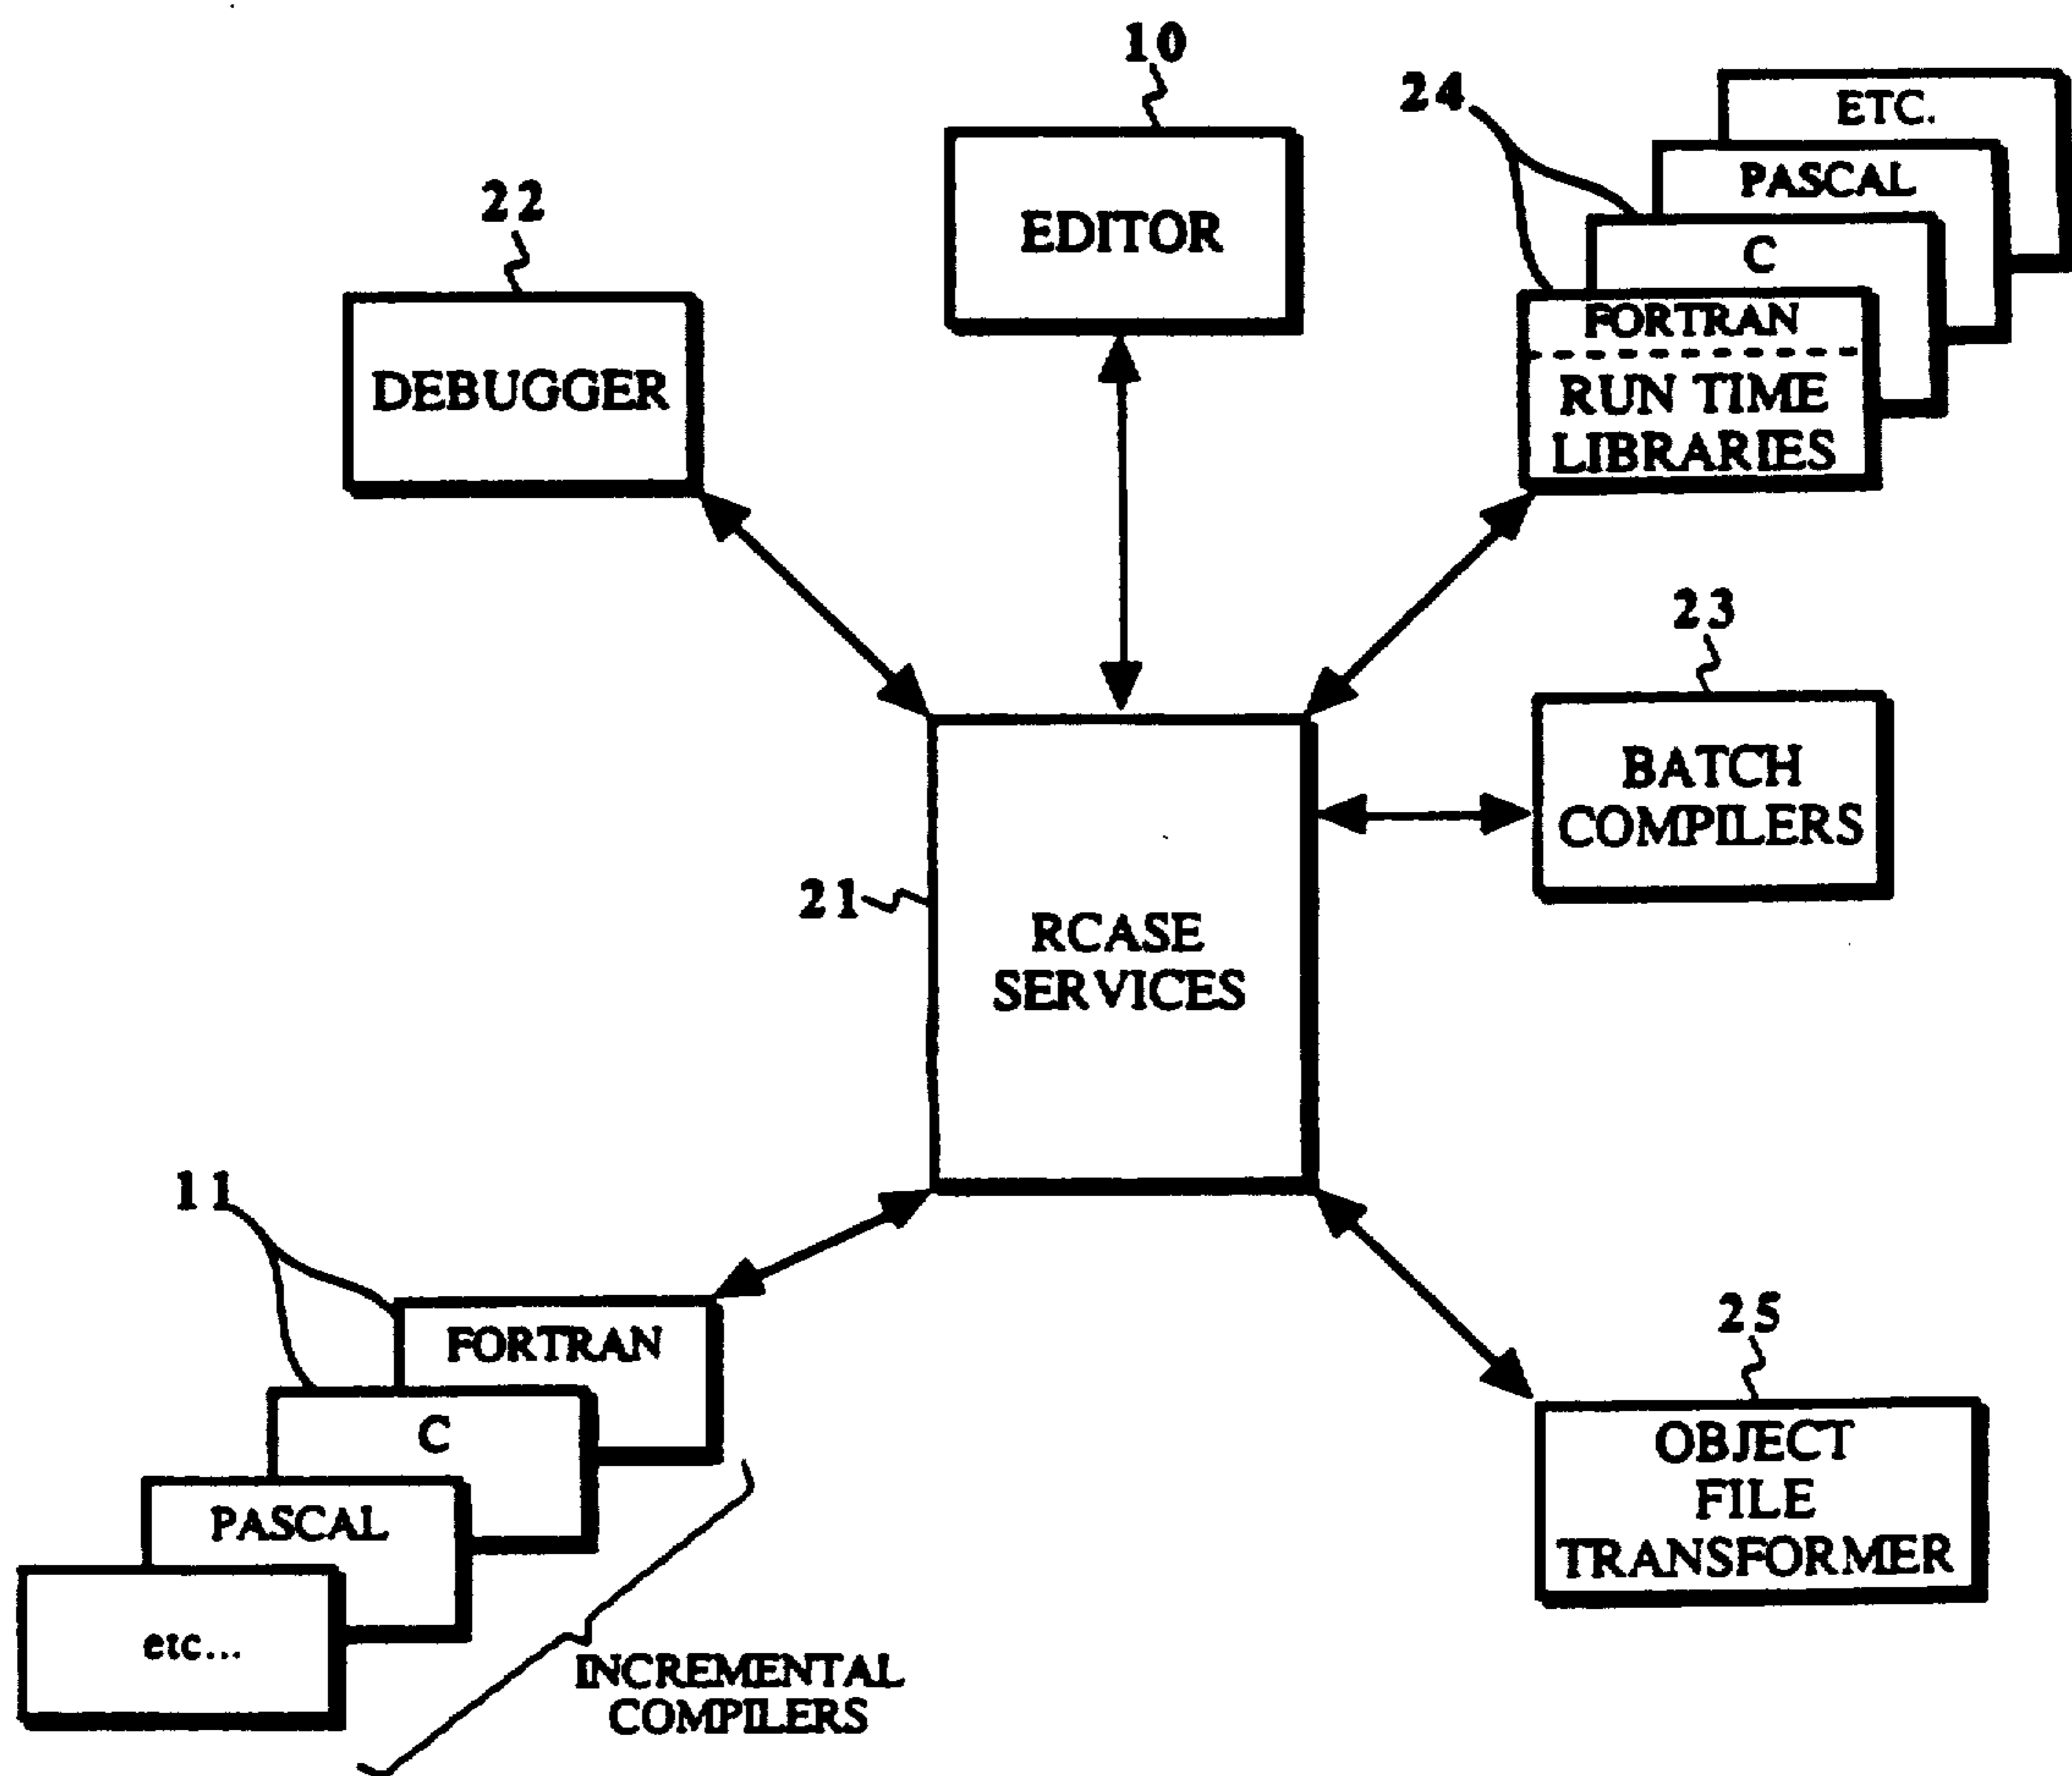 10
24
ETC.
PASCAL
C
FORTRAN
RUN TIME
LIBRARIES
22
EDITOR
DEBUGGER
23
BATCH
COMPILERS
21
RCASE
SERVICES
11
FORTRAN
C
PASCAL
etc...
INCREMENTAL
COMPILERS
25
OBJECT
FILE
TRANSFORMER